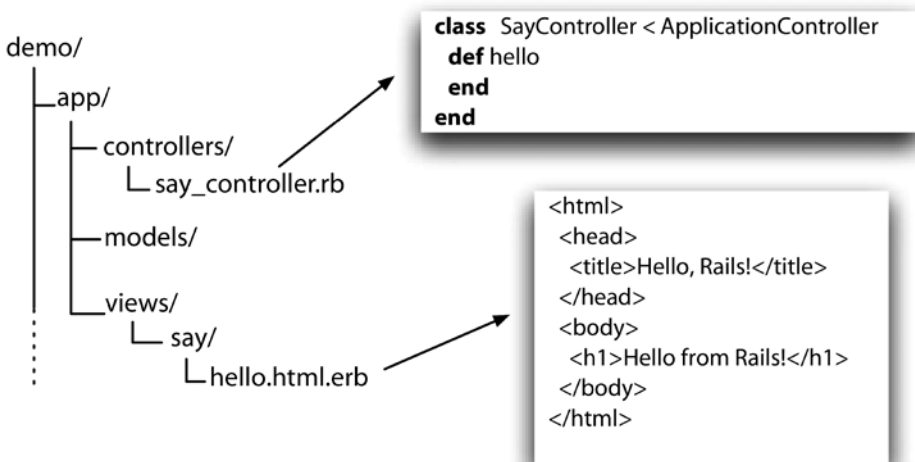 demo/
app/
controllers/
say_controller.rb
models/
views/
say/
hello.html.erb
class SayController < ApplicationController
def hello
end
end
<html>
<head>
<title>Hello, Rails!</title>
</head>
<body>
<h1>Hello from Rails!</h1>
</body>
</html>